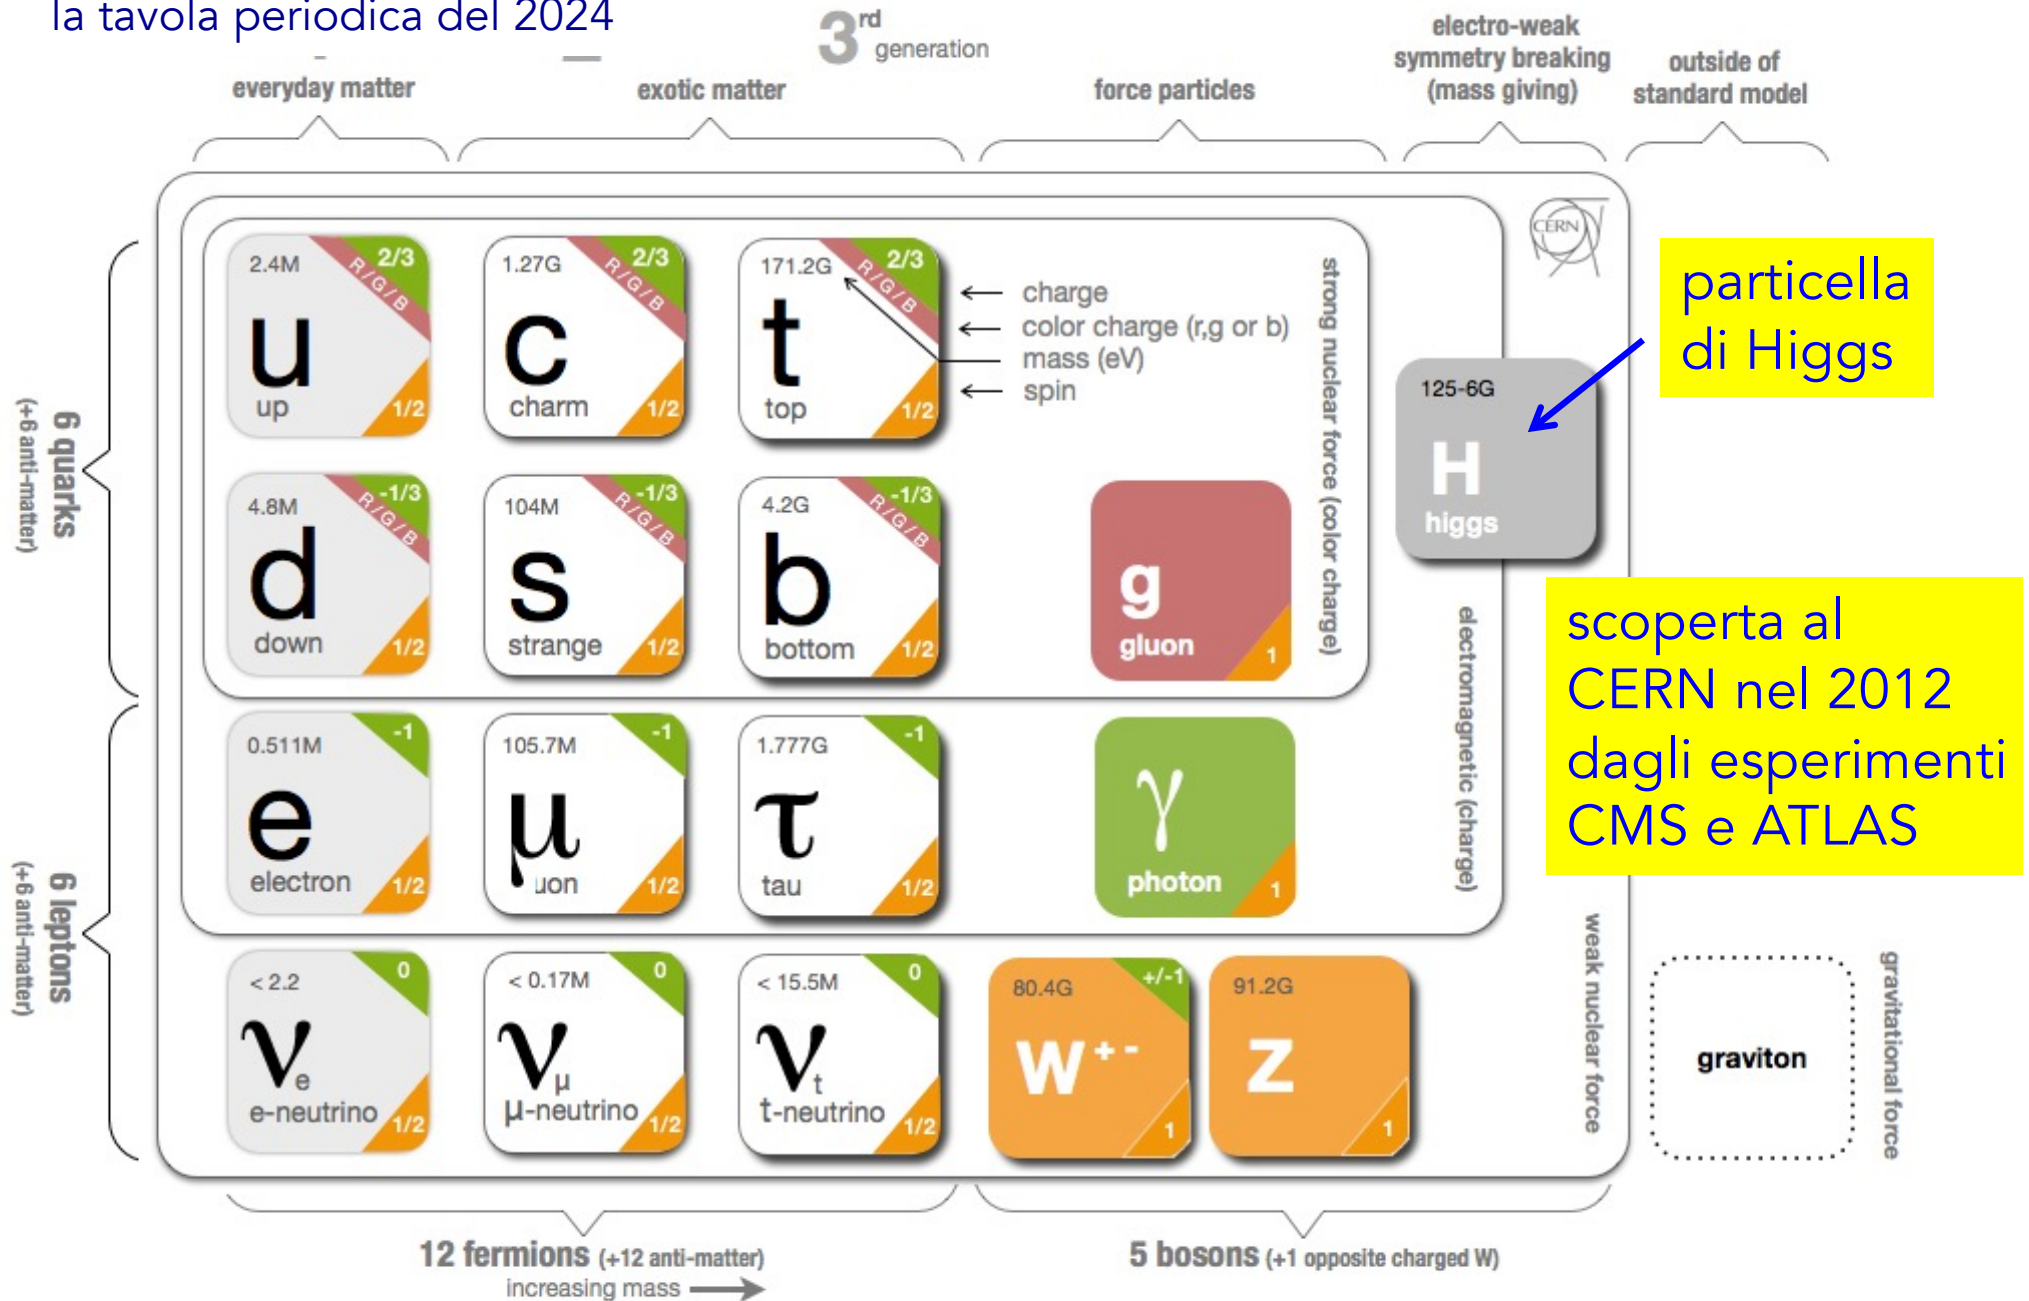 la tavola periodica del 2024
3rd generation
everyday matter
exotic matter
force particles
electro-weak
symmetry breaking
(mass giving)
outside of
standard model
CERN
6 quarks
(+6 anti-matter)
2.4M
2/3
R/G/B
u
up
1/2
1.27G
2/3
R/G/B
c
charm
1/2
171.2G
2/3
R/G/B
t
top
1/2
charge
color charge (r,g or b)
mass (eV)
spin
strong nuclear force (color charge)
particella
di Higgs
125-6G
H
higgs
4.8M
-1/3
R/G/B
d
down
1/2
104M
-1/3
R/G/B
s
strange
1/2
4.2G
-1/3
R/G/B
b
bottom
1/2
g
gluon
1
scoperta al
CERN nel 2012
dagli esperimenti
CMS e ATLAS
electromagnetic (charge)
6 leptons
(+6 anti-matter)
0.511M
-1
e
electron
1/2
105.7M
-1
μ
uon
1/2
1.777G
-1
τ
tau
1/2
γ
photon
1
weak nuclear force
< 2.2
0
νe
e-neutrino
1/2
< 0.17M
0
νμ
μ-neutrino
1/2
< 15.5M
0
νt
t-neutrino
1/2
80.4G
+/-1
W+-
1
91.2G
Z
1
graviton
gravitational force
12 fermions (+12 anti-matter)
increasing mass
5 bosons (+1 opposite charged W)